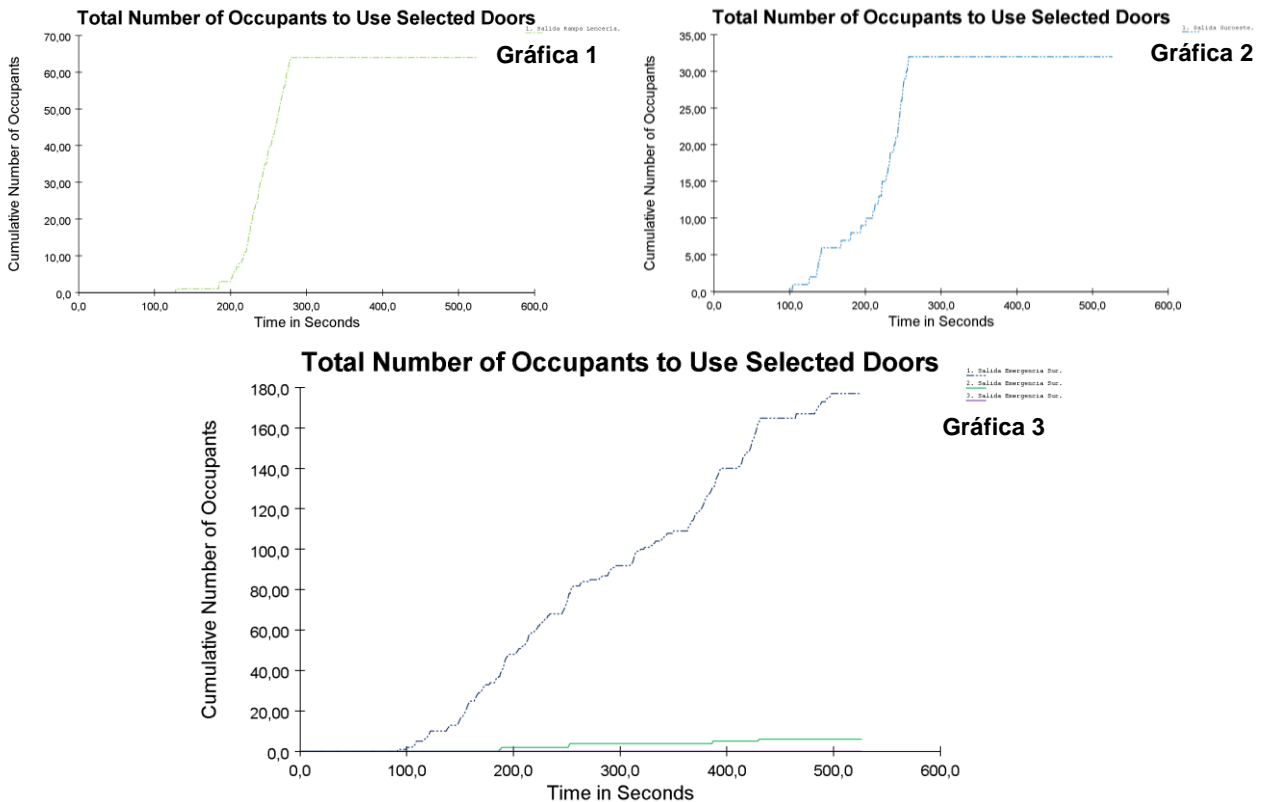 Total Number of Occupants to Use Selected Doors
1. Salida Rampa Lencería.
Gráfica 1
70,00
60,00
50,00
40,00
30,00
20,00
10,00
0,0
Cumulative Number of Occupants
0,0 100,0 200,0 300,0 400,0 500,0 600,0
Time in Seconds
Total Number of Occupants to Use Selected Doors
1. Salida Suroeste.
Gráfica 2
35,00
30,00
25,00
20,00
15,00
10,00
5,00
0,0
Cumulative Number of Occupants
0,0 100,0 200,0 300,0 400,0 500,0 600,0
Time in Seconds
Total Number of Occupants to Use Selected Doors
1. Salida Emergencia Sur.
2. Salida Emergencia Sur.
3. Salida Emergencia Sur.
Gráfica 3
180,0
160,0
140,0
120,0
100,0
80,00
60,00
40,00
20,00
0,0
Cumulative Number of Occupants
0,0 100,0 200,0 300,0 400,0 500,0 600,0
Time in Seconds